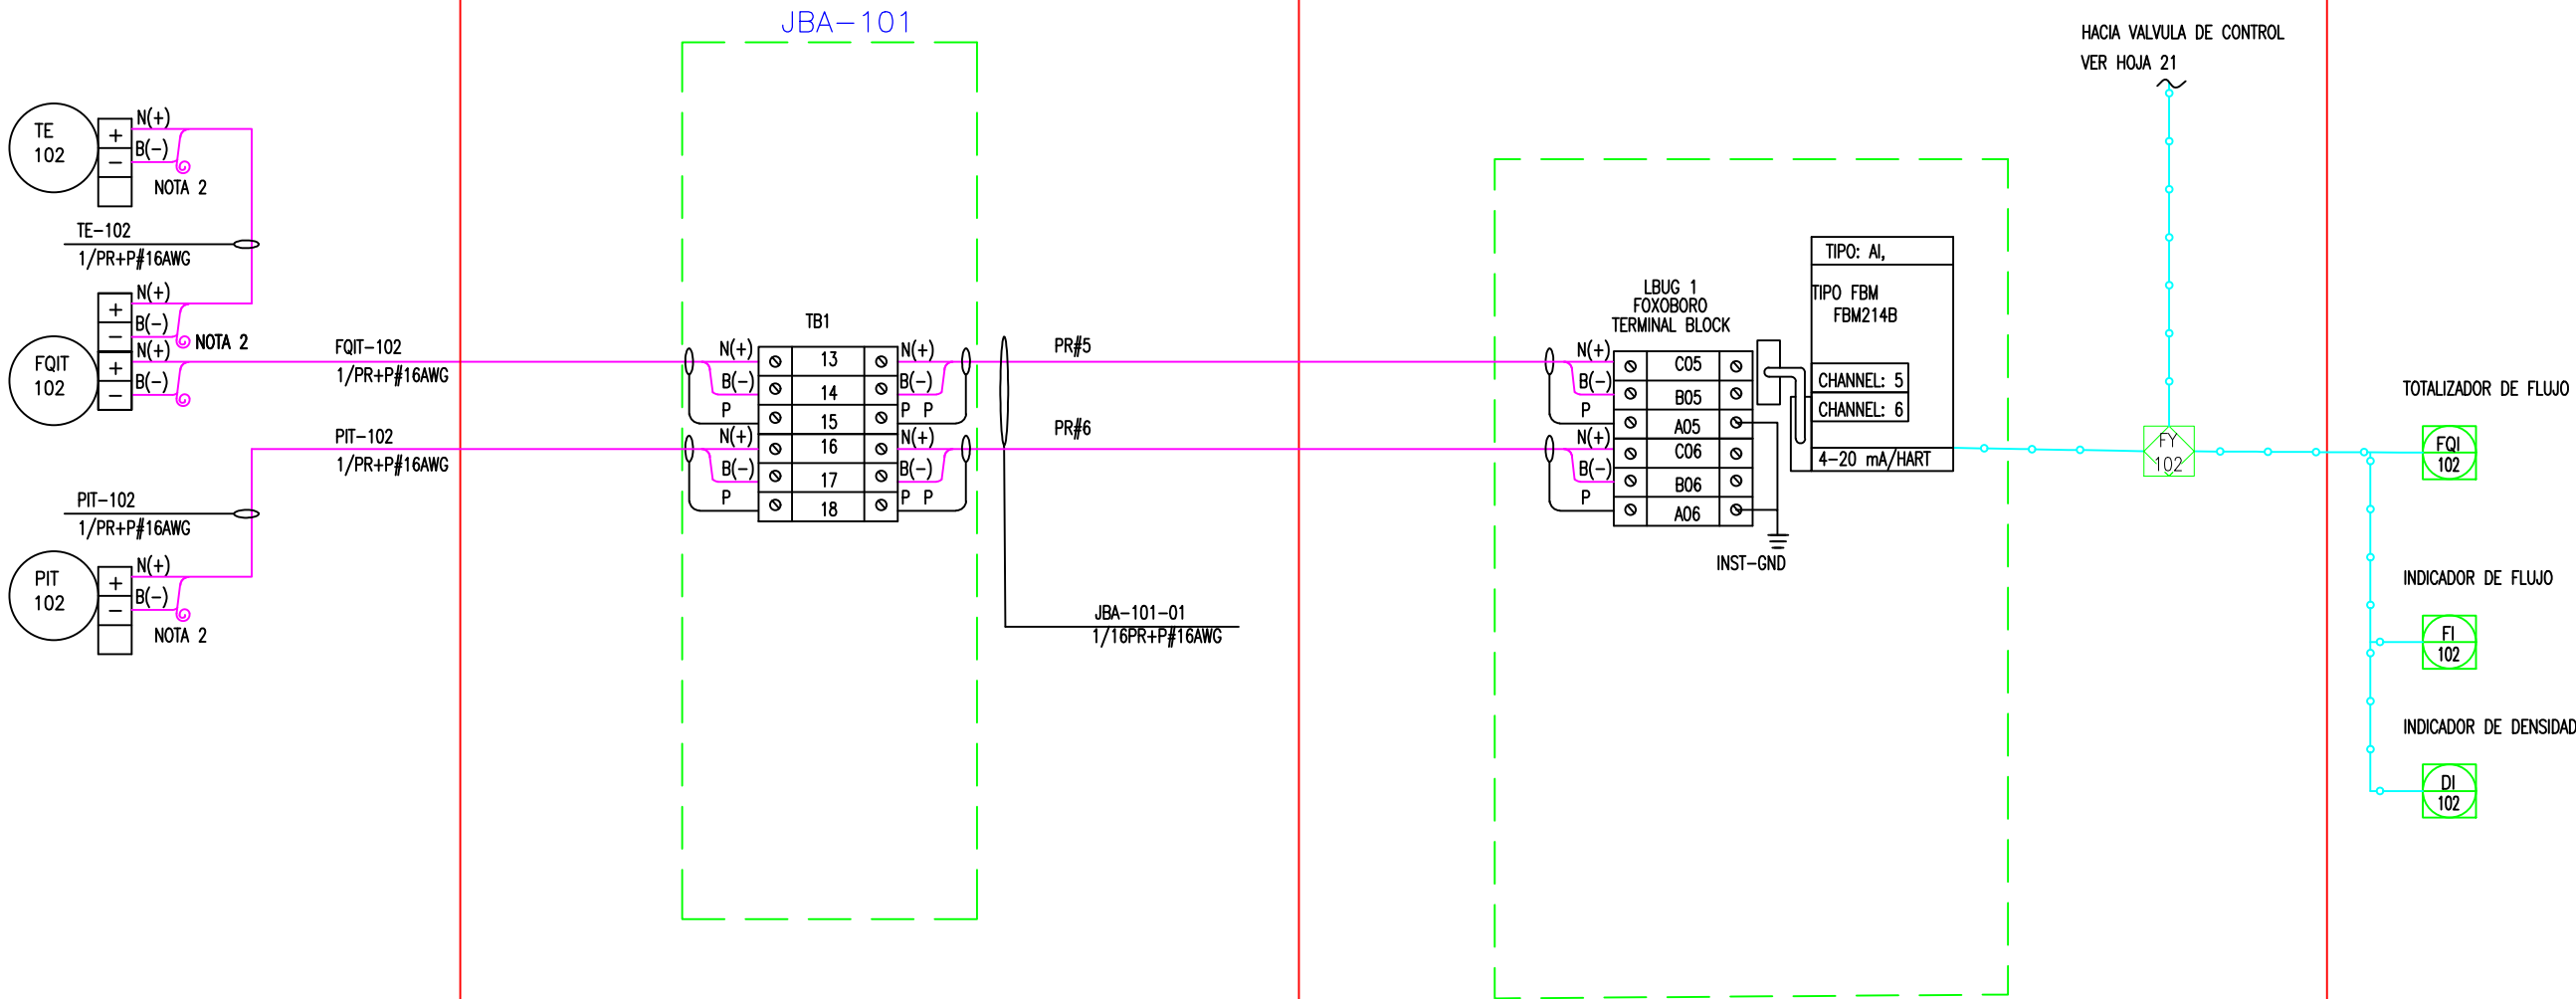 JBA-101
HACIA VALVULA DE CONTROL
VER HOJA 21
TE
102
+
-
N(+)
B(-)
NOTA 2
TE-102
1/PR+P#16AWG
FQIT
102
+
-
+
-
N(+)
B(-)
NOTA 2
N(+)
B(-)
FQIT-102
1/PR+P#16AWG
PIT-102
1/PR+P#16AWG
PIT-102
1/PR+P#16AWG
PIT
102
+
-
N(+)
B(-)
NOTA 2
TB1
N(+)
B(-)
P
N(+)
B(-)
P
13
14
15
16
17
18
N(+)
B(-)
P P
N(+)
B(-)
P P
PR#5
PR#6
JBA-101-01
1/16PR+P#16AWG
LBUG 1
FOXOBORO
TERMINAL BLOCK
N(+)
B(-)
P
N(+)
B(-)
P
C05
B05
A05
C06
B06
A06
INST-GND
TIPO: AI,
TIPO FBM
FBM214B
CHANNEL: 5
CHANNEL: 6
4-20 mA/HART
FY
102
TOTALIZADOR DE FLUJO
FQI
102
INDICADOR DE FLUJO
FI
102
INDICADOR DE DENSIDAD
DI
102